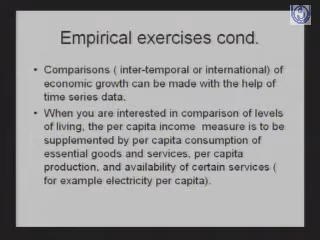 Empirical exercises cond.
• Comparisons ( inter-temporal or international) of
economic growth can be made with the help of
time series data.
• When you are interested in comparison of levels
of living, the per capita income measure is to be
supplemented by per capita consumption of
essential goods and services, per capita
production, and availability of certain services (
for example electricity per capita).